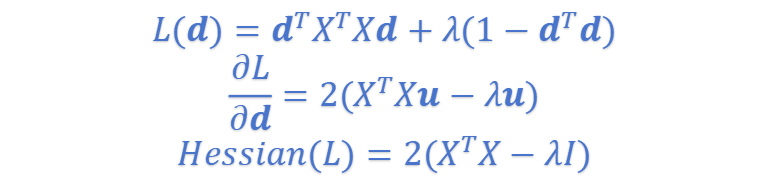 L(𝒅) = 𝒅ᵀXᵀX𝒅 + λ(1 − 𝒅ᵀ𝒅)
∂L/∂𝒅 = 2(XᵀX𝒖 − λ𝒖)
Hessian(L) = 2(XᵀX − λI)